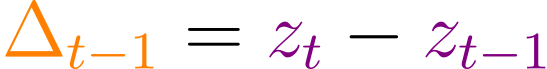 Δ_{t−1} = z_t − z_{t−1}